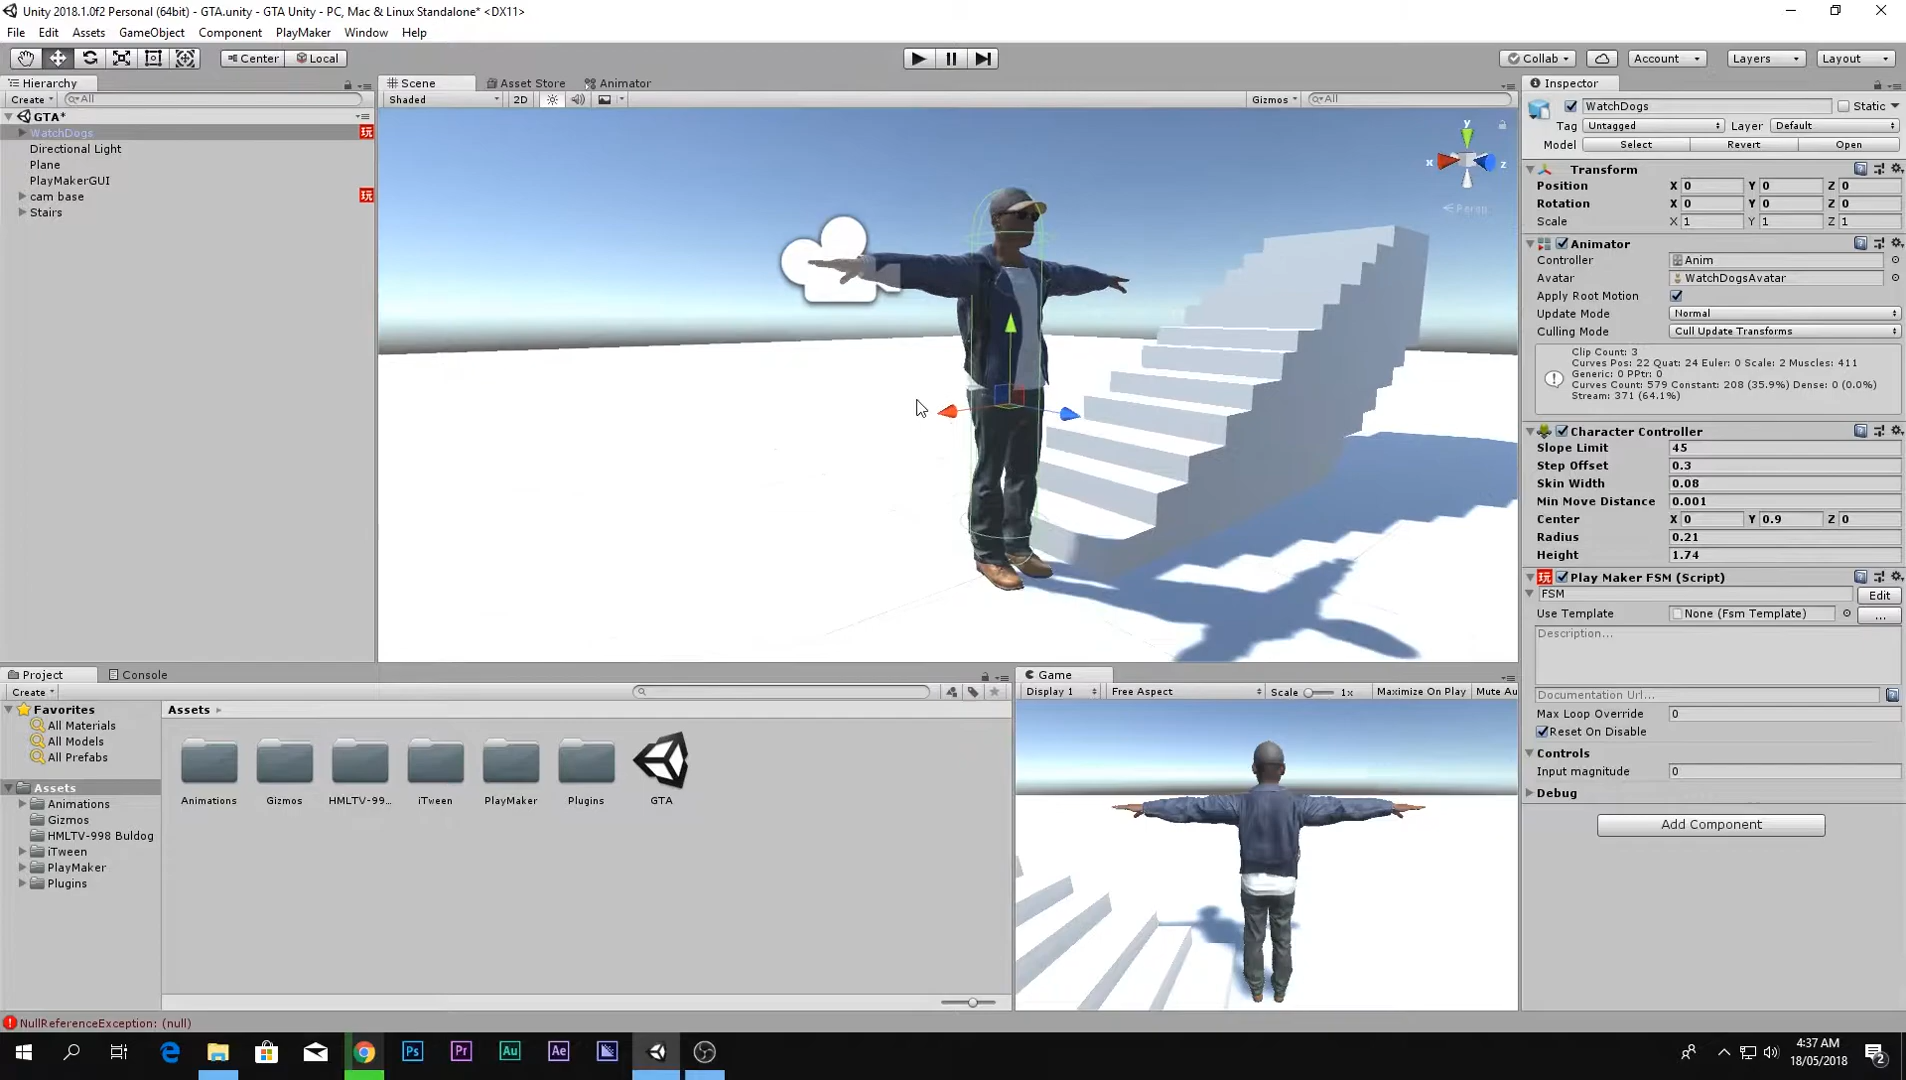 Unity 2018.1.0f2 Personal (64bit) - GTA.unity - GTA Unity - PC, Mac & Linux Standalone* <DX11>
File Edit Assets GameObject Component PlayMaker Window Help
Center Local
Collab Account Layers Layout
Hierarchy
Create All
GTA*
WatchDogs 玩
Directional Light
Plane
PlayMakerGUI
cam base 玩
Stairs
Scene Asset Store Animator
Shaded 2D Gizmos All
y
x z
Persp
Inspector
WatchDogs Static
Tag Untagged Layer Default
Model Select Revert Open
Transform
Position X 0 Y 0 Z 0
Rotation X 0 Y 0 Z 0
Scale X 1 Y 1 Z 1
Animator
Controller Anim
Avatar WatchDogsAvatar
Apply Root Motion
Update Mode Normal
Culling Mode Cull Update Transforms
Clip Count: 3
Curves Pos: 22 Quat: 24 Euler: 0 Scale: 2 Muscles: 411
Generic: 0 PPtr: 0
Curves Count: 579 Constant: 208 (35.9%) Dense: 0 (0.0%)
Stream: 371 (64.1%)
Character Controller
Slope Limit 45
Step Offset 0.3
Skin Width 0.08
Min Move Distance 0.001
Center X 0 Y 0.9 Z 0
Radius 0.21
Height 1.74
玩 Play Maker FSM (Script)
FSM Edit
Use Template None (Fsm Template) ...
Description...
Documentation Url...
Max Loop Override 0
Reset On Disable
Controls
Input magnitude 0
Debug
Add Component
Project Console
Create
Favorites
All Materials
All Models
All Prefabs
Assets
Animations
Gizmos
HMLTV-998 Buldog
iTween
PlayMaker
Plugins
Assets
Animations Gizmos HMLTV-99... iTween PlayMaker Plugins GTA
Game
Display 1 Free Aspect Scale 1x Maximize On Play Mute Au
NullReferenceException: (null)
Ps Pr Au Ae
4:37 AM
18/05/2018
2